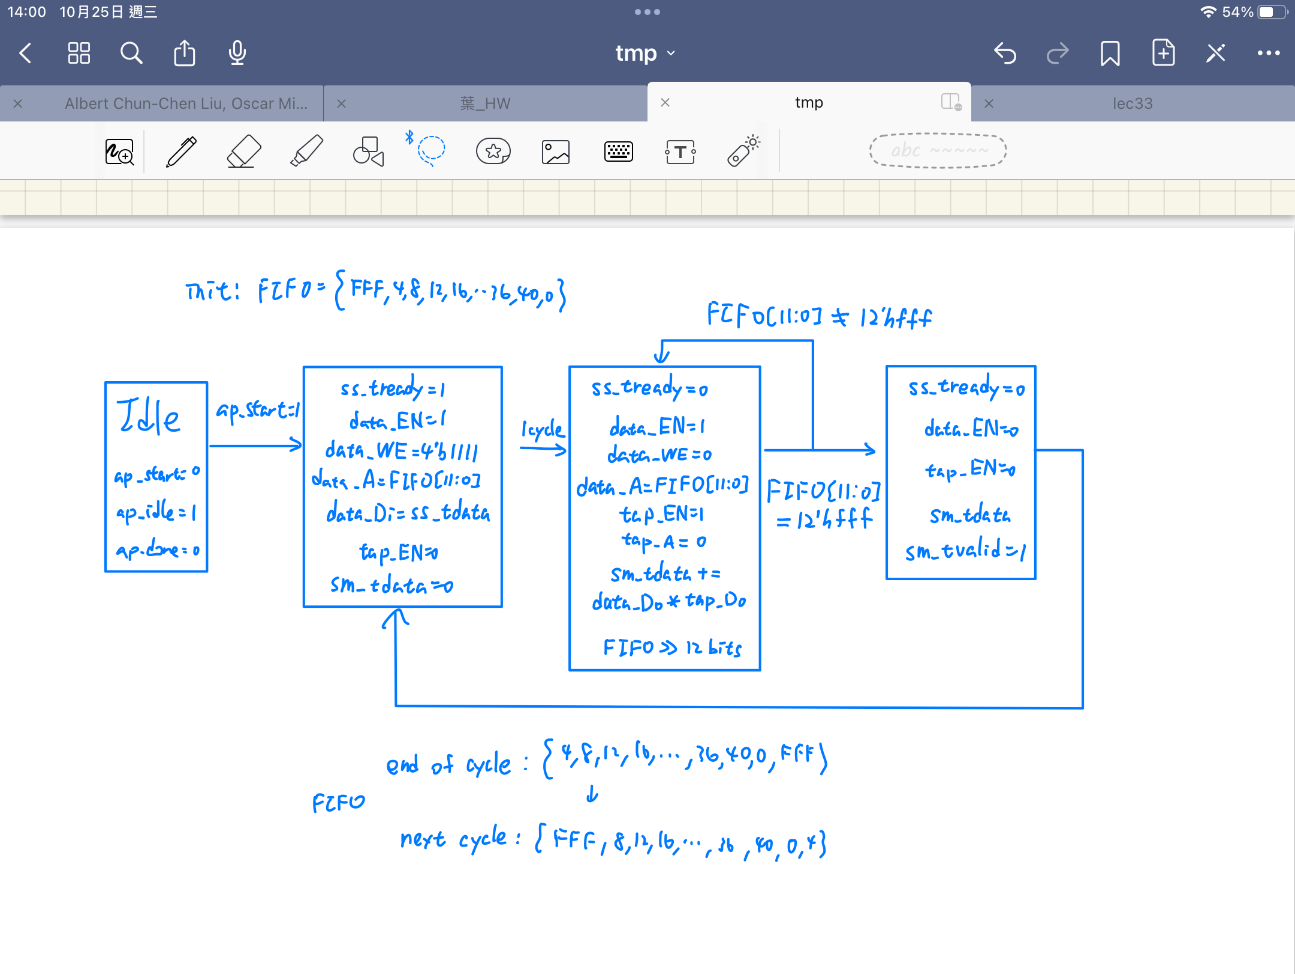 14:00 10月25日 週三
54%
tmp
Albert Chun-Chen Liu, Oscar Mi...
葉_HW
tmp
lec33
T
abc ~~~~~
Init: FIFO = {FFF, 4, 8, 12, 16, ..36, 40, 0}
FIFO[11:0] ≠ 12'hfff
Idle
ap_start=0
ap_idle=1
ap_done=0
ap_start=1
ss_tready=1
data_EN=1
data_WE=4'b1111
data_A=FIFO[11:0]
data_Di=ss_tdata
tap_EN=0
sm_tdata=0
1cycle
ss_tready=0
data_EN=1
data_WE=0
data_A=FIFO[11:0]
tap_EN=1
tap_A=0
sm_tdata +=
data_Do * tap_Do
FIFO >> 12 bits
FIFO[11:0]
= 12'hfff
ss_tready=0
data_EN=0
tap_EN=0
sm_tdata
sm_tvalid=1
end of cycle: {4, 8, 12, 16, ..., 36, 40, 0, FFF}
↓
FIFO
next cycle: {FFF, 8, 12, 16, ..., 36, 40, 0, 4}